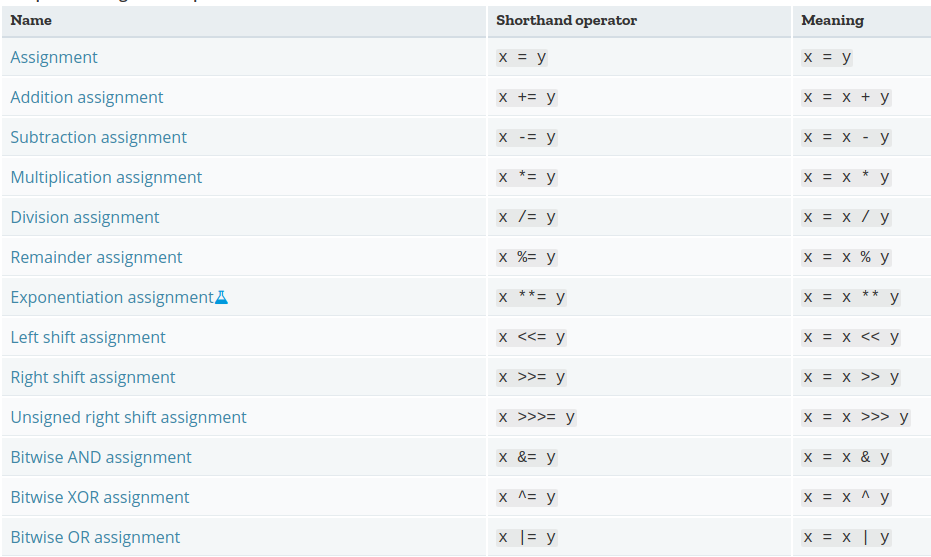 Name Shorthand operator Meaning
Assignment x = y x = y
Addition assignment x += y x = x + y
Subtraction assignment x -= y x = x - y
Multiplication assignment x *= y x = x * y
Division assignment x /= y x = x / y
Remainder assignment x %= y x = x % y
Exponentiation assignment x **= y x = x ** y
Left shift assignment x <<= y x = x << y
Right shift assignment x >>= y x = x >> y
Unsigned right shift assignment x >>>= y x = x >>> y
Bitwise AND assignment x &= y x = x & y
Bitwise XOR assignment x ^= y x = x ^ y
Bitwise OR assignment x |= y x = x | y